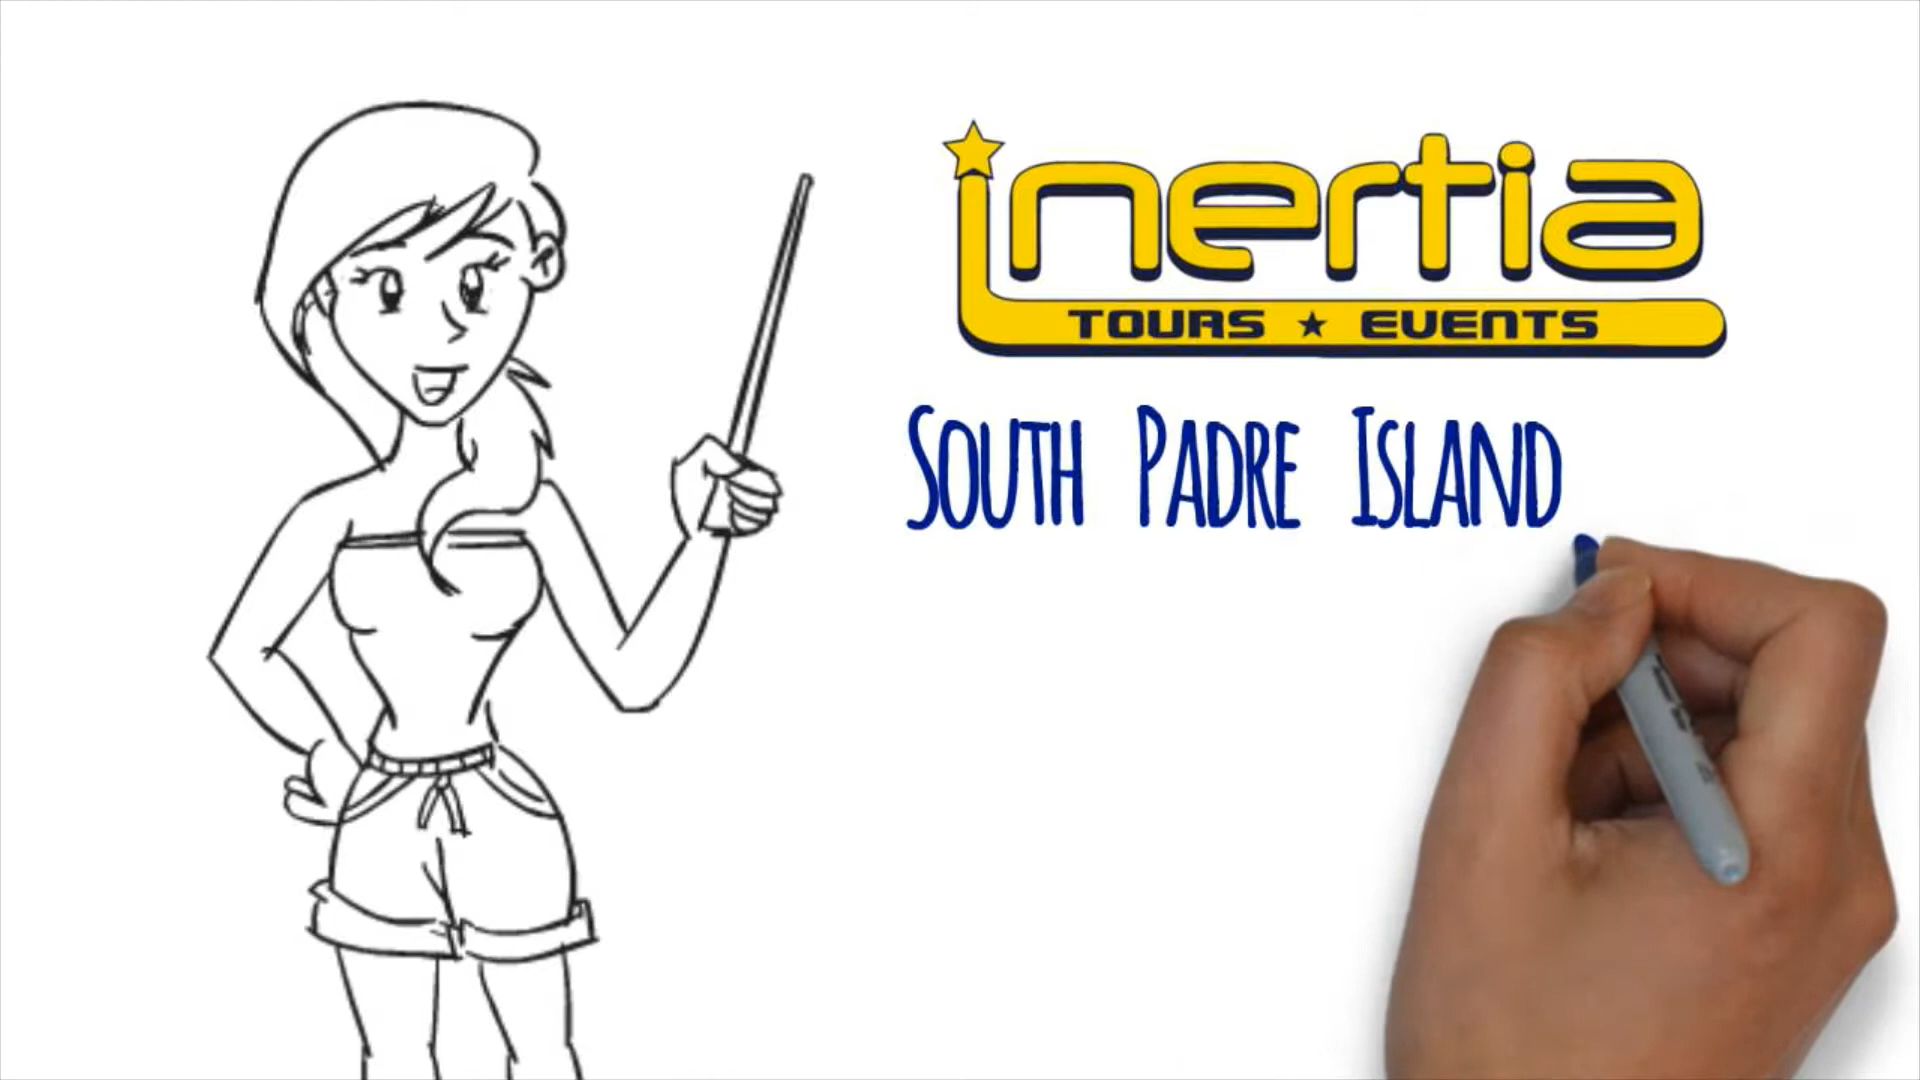 inertia
TOURS ★ EVENTS
South Padre Island